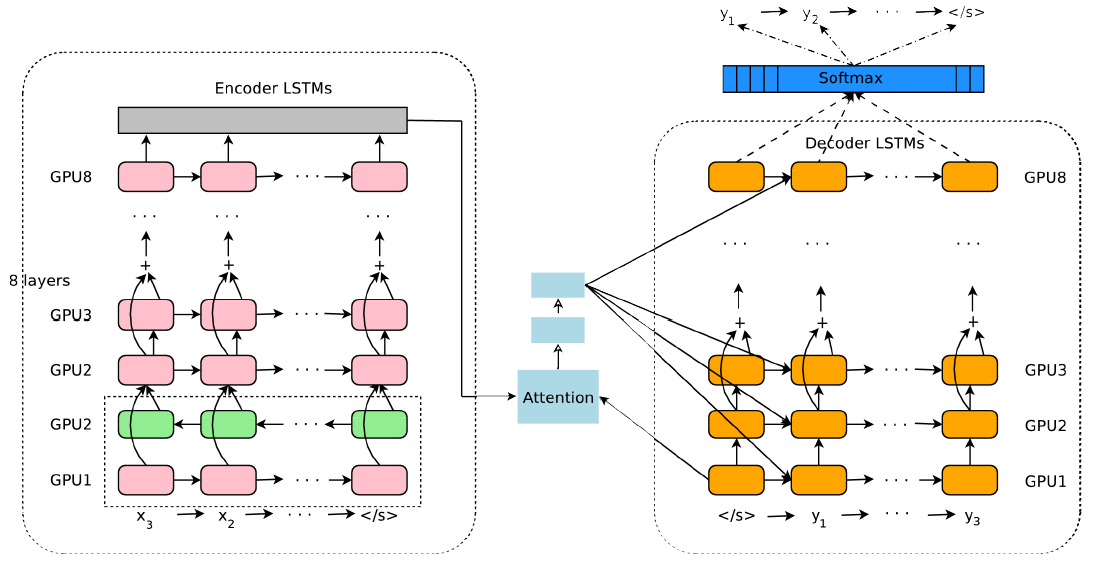 y1 y2 · · · </s>
Softmax
Encoder LSTMs
Decoder LSTMs
GPU8 · · · · · · GPU8
· · · · · · · · ·
· · · · · · · · ·
+ + +
8 layers
GPU3 · · ·
+ + +
GPU2 · · · · · · GPU3
Attention
GPU2 · · · · · · GPU2
GPU1 · · · · · · GPU1
x3 x2 · · · </s>
</s> y1 · · · y3